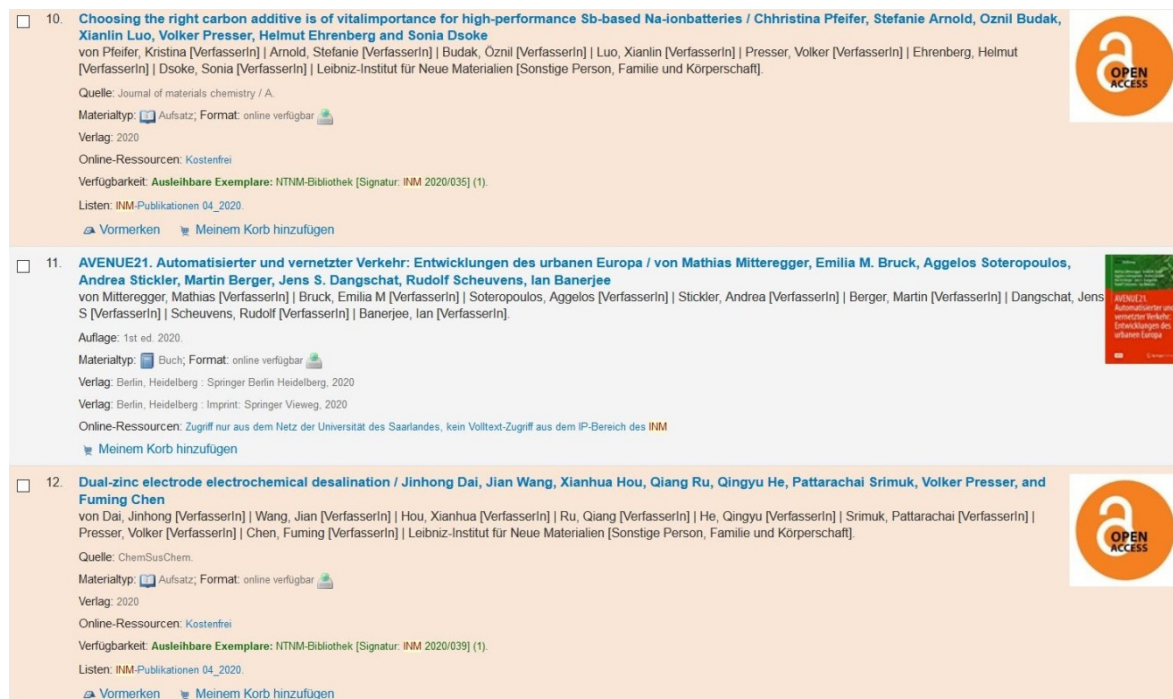 10. Choosing the right carbon additive is of vitalimportance for high-performance Sb-based Na-ionbatteries / Chhristina Pfeifer, Stefanie Arnold, Oznil Budak,
Xianlin Luo, Volker Presser, Helmut Ehrenberg and Sonia Dsoke
von Pfeifer, Kristina [VerfasserIn] | Arnold, Stefanie [VerfasserIn] | Budak, Öznil [VerfasserIn] | Luo, Xianlin [VerfasserIn] | Presser, Volker [VerfasserIn] | Ehrenberg, Helmut
[VerfasserIn] | Dsoke, Sonia [VerfasserIn] | Leibniz-Institut für Neue Materialien [Sonstige Person, Familie und Körperschaft].
OPEN
ACCESS
Quelle: Journal of materials chemistry / A.
Materialtyp: Aufsatz; Format: online verfügbar
Verlag: 2020
Online-Ressourcen: Kostenfrei
Verfügbarkeit: Ausleihbare Exemplare: NTNM-Bibliothek [Signatur: INM 2020/035] (1).
Listen: INM-Publikationen 04_2020.
Vormerken Meinem Korb hinzufügen
11. AVENUE21. Automatisierter und vernetzter Verkehr: Entwicklungen des urbanen Europa / von Mathias Mitteregger, Emilia M. Bruck, Aggelos Soteropoulos,
Andrea Stickler, Martin Berger, Jens S. Dangschat, Rudolf Scheuvens, Ian Banerjee
von Mitteregger, Mathias [VerfasserIn] | Bruck, Emilia M [VerfasserIn] | Soteropoulos, Aggelos [VerfasserIn] | Stickler, Andrea [VerfasserIn] | Berger, Martin [VerfasserIn] | Dangschat, Jens
S [VerfasserIn] | Scheuvens, Rudolf [VerfasserIn] | Banerjee, Ian [VerfasserIn].
AVENUE21.
Automatisierter und
vernetzter Verkehr:
Entwicklungen des
urbanen Europa
Auflage: 1st ed. 2020.
Materialtyp: Buch; Format: online verfügbar
Verlag: Berlin, Heidelberg : Springer Berlin Heidelberg, 2020
Verlag: Berlin, Heidelberg : Imprint: Springer Vieweg, 2020
Online-Ressourcen: Zugriff nur aus dem Netz der Universität des Saarlandes, kein Volltext-Zugriff aus dem IP-Bereich des INM
Meinem Korb hinzufügen
12. Dual-zinc electrode electrochemical desalination / Jinhong Dai, Jian Wang, Xianhua Hou, Qiang Ru, Qingyu He, Pattarachai Srimuk, Volker Presser, and
Fuming Chen
von Dai, Jinhong [VerfasserIn] | Wang, Jian [VerfasserIn] | Hou, Xianhua [VerfasserIn] | Ru, Qiang [VerfasserIn] | He, Qingyu [VerfasserIn] | Srimuk, Pattarachai [VerfasserIn] |
Presser, Volker [VerfasserIn] | Chen, Fuming [VerfasserIn] | Leibniz-Institut für Neue Materialien [Sonstige Person, Familie und Körperschaft].
OPEN
ACCESS
Quelle: ChemSusChem.
Materialtyp: Aufsatz; Format: online verfügbar
Verlag: 2020
Online-Ressourcen: Kostenfrei
Verfügbarkeit: Ausleihbare Exemplare: NTNM-Bibliothek [Signatur: INM 2020/039] (1).
Listen: INM-Publikationen 04_2020.
Vormerken Meinem Korb hinzufügen